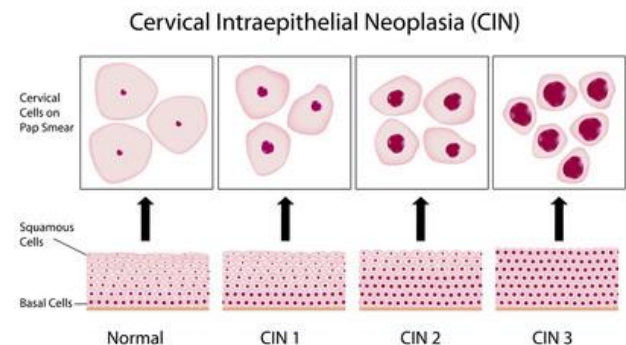 Cervical Intraepithelial Neoplasia (CIN)
Cervical
Cells on
Pap Smear
Squamous
Cells
Basal Cells
Normal
CIN 1
CIN 2
CIN 3